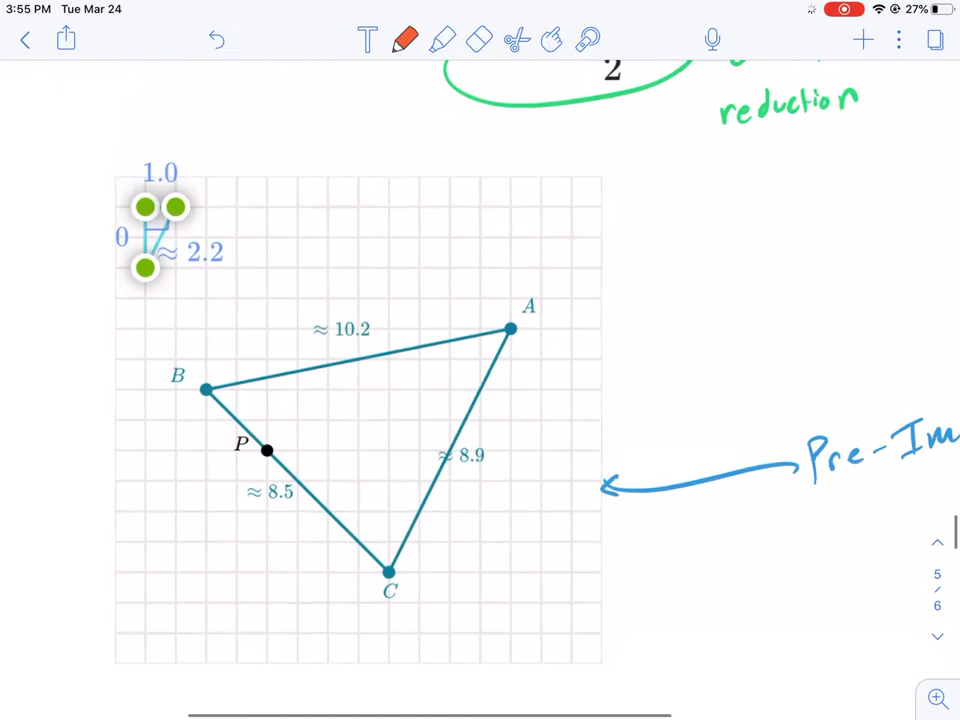 3:55 PM Tue Mar 24
27%
T
2
reduction
1.0
0
≈ 2.2
A
≈ 10.2
B
P
≈ 8.9
≈ 8.5
C
Pre-Im
5
/
6